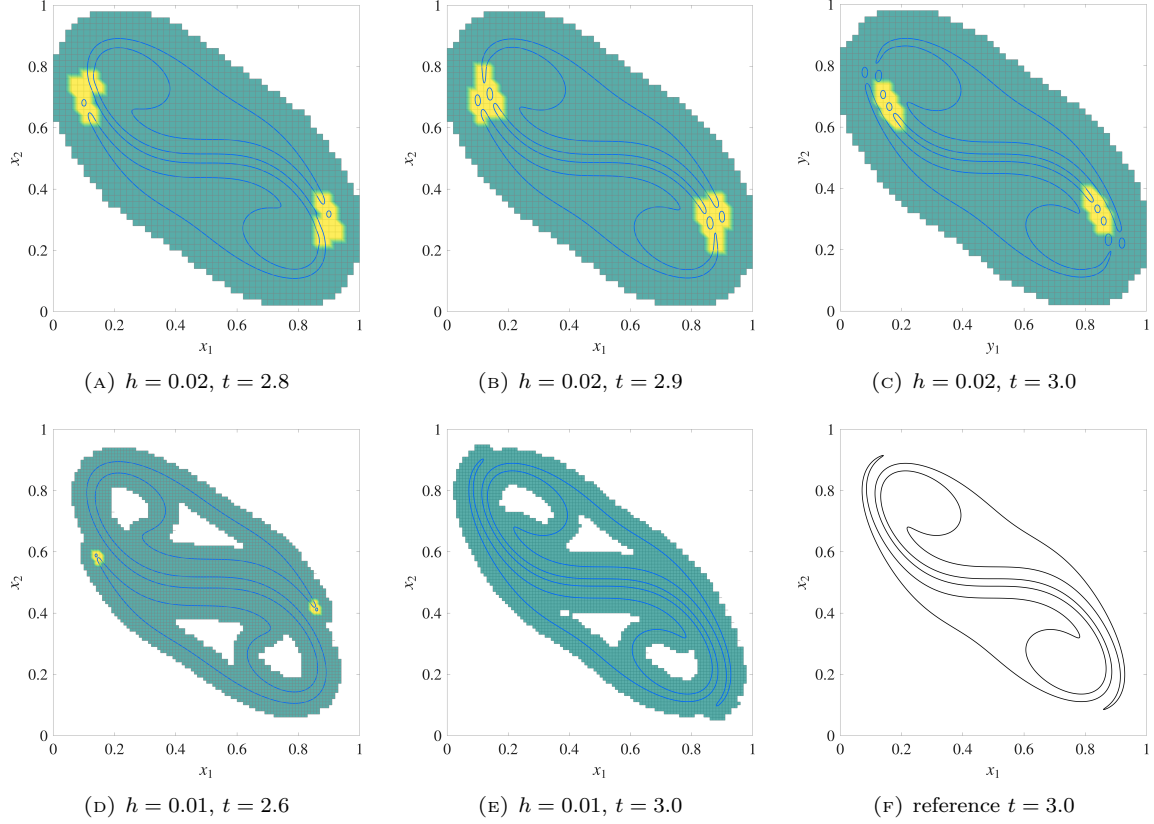 1
0.8
0.6
x₂
0.4
0.2
0
0 0.2 0.4 0.6 0.8 1
x₁
(A) h = 0.02, t = 2.8
1
0.8
0.6
x₂
0.4
0.2
0
0 0.2 0.4 0.6 0.8 1
x₁
(B) h = 0.02, t = 2.9
1
0.8
0.6
y₂
0.4
0.2
0
0 0.2 0.4 0.6 0.8 1
y₁
(C) h = 0.02, t = 3.0
1
0.8
0.6
x₂
0.4
0.2
0
0 0.2 0.4 0.6 0.8 1
x₁
(D) h = 0.01, t = 2.6
1
0.8
0.6
x₂
0.4
0.2
0
0 0.2 0.4 0.6 0.8 1
x₁
(E) h = 0.01, t = 3.0
1
0.8
0.6
x₂
0.4
0.2
0
0 0.2 0.4 0.6 0.8 1
x₁
(F) reference t = 3.0